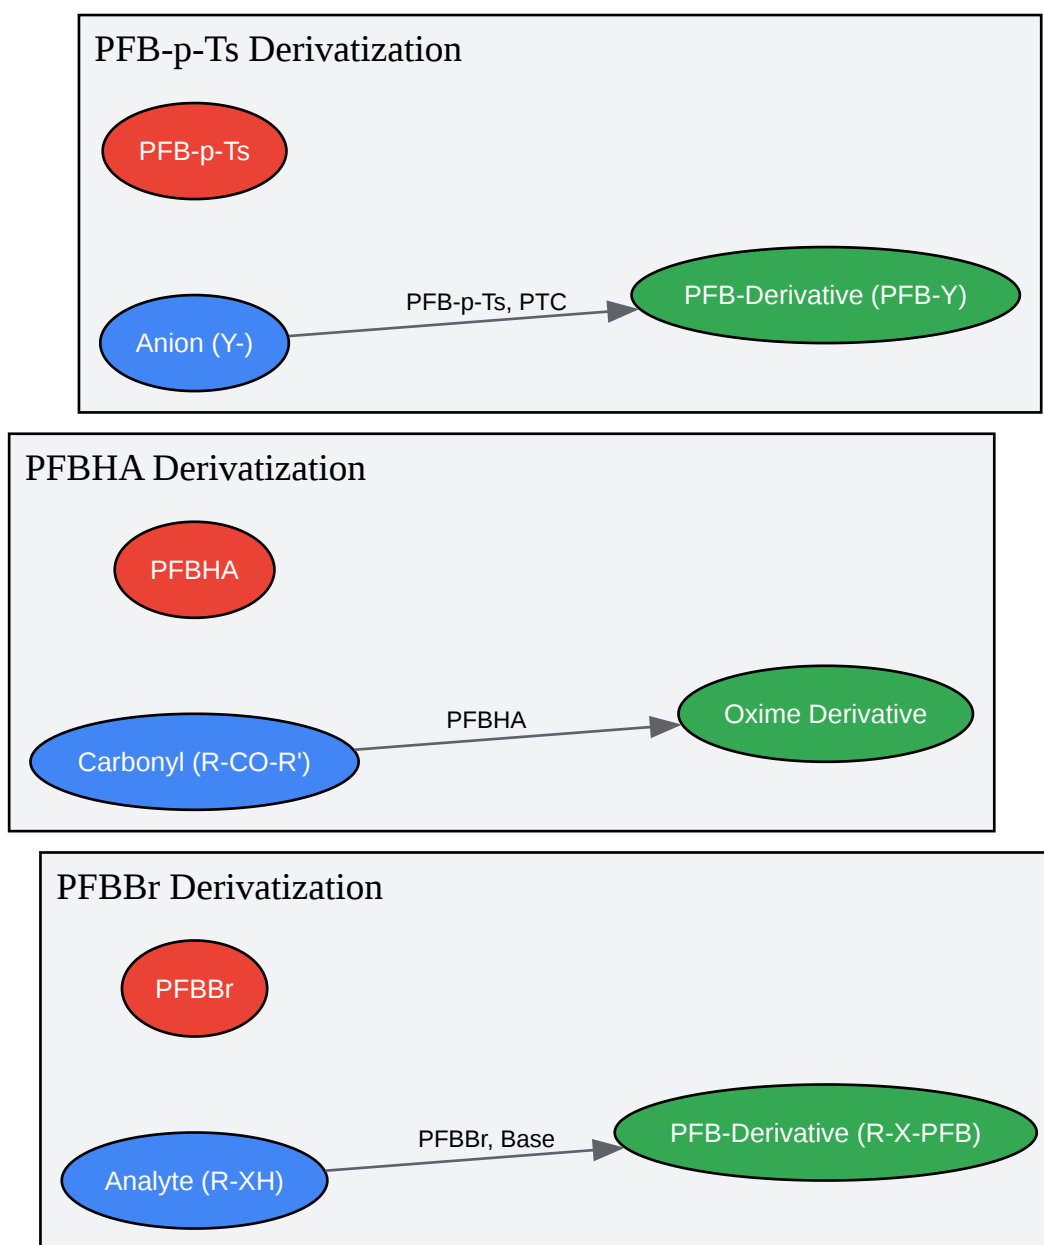 PFB-p-Ts Derivatization
PFB-p-Ts
PFB-p-Ts, PTC
PFB-Derivative (PFB-Y)
Anion (Y-)
PFBHA Derivatization
PFBHA
PFBHA
Oxime Derivative
Carbonyl (R-CO-R')
PFBBr Derivatization
PFBBr
PFBBr, Base
PFB-Derivative (R-X-PFB)
Analyte (R-XH)